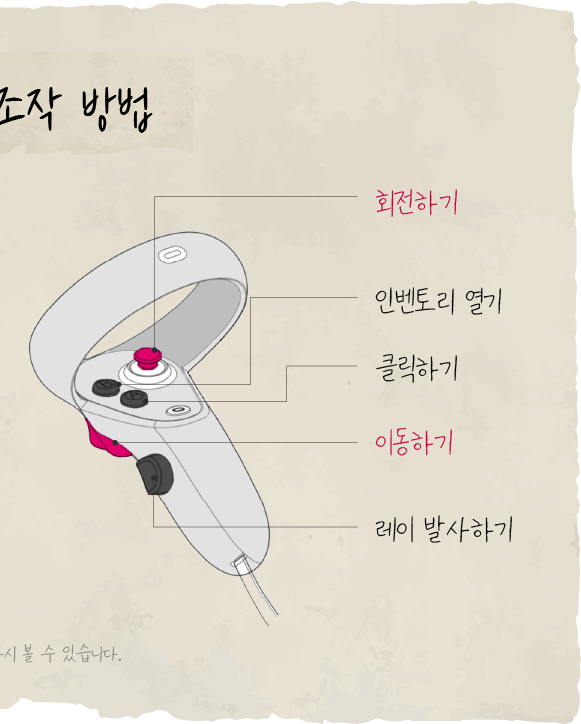 조작 방법
회전하기
인벤토리 열기
클릭하기
이동하기
레이 발사하기
볼 수 있습니다.